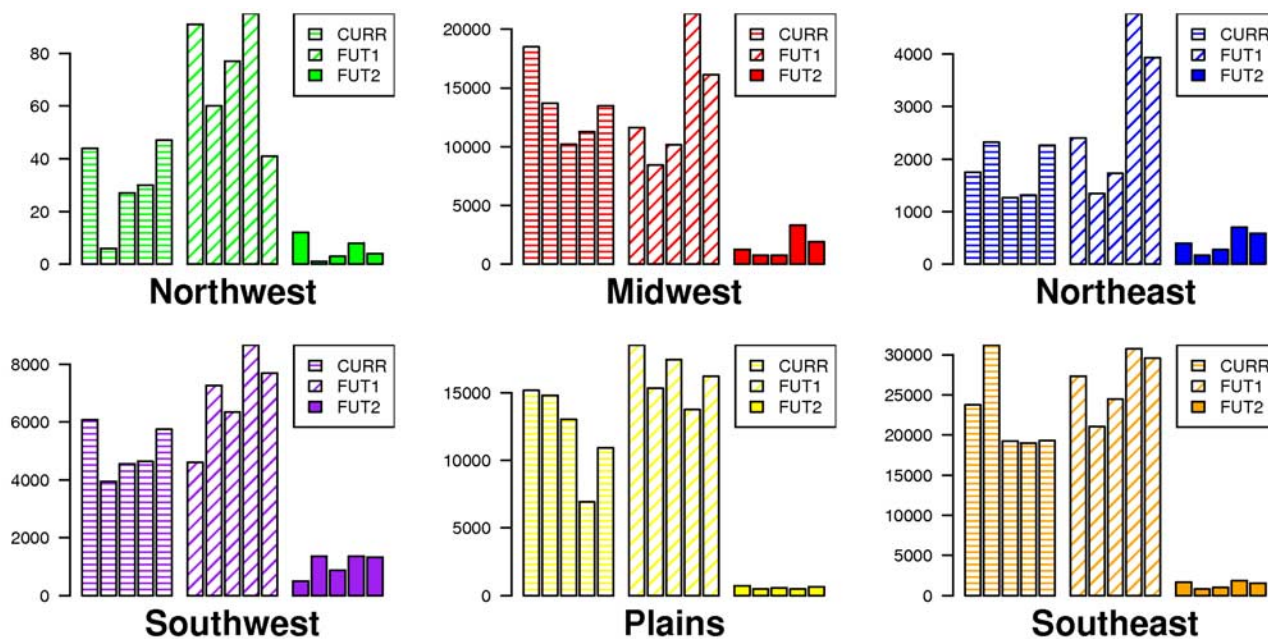 80
60
40
20
0
CURR
FUT1
FUT2
Northwest
20000
15000
10000
5000
0
CURR
FUT1
FUT2
Midwest
4000
3000
2000
1000
0
CURR
FUT1
FUT2
Northeast
8000
6000
4000
2000
0
CURR
FUT1
FUT2
Southwest
15000
10000
5000
0
CURR
FUT1
FUT2
Plains
30000
25000
20000
15000
10000
5000
0
CURR
FUT1
FUT2
Southeast